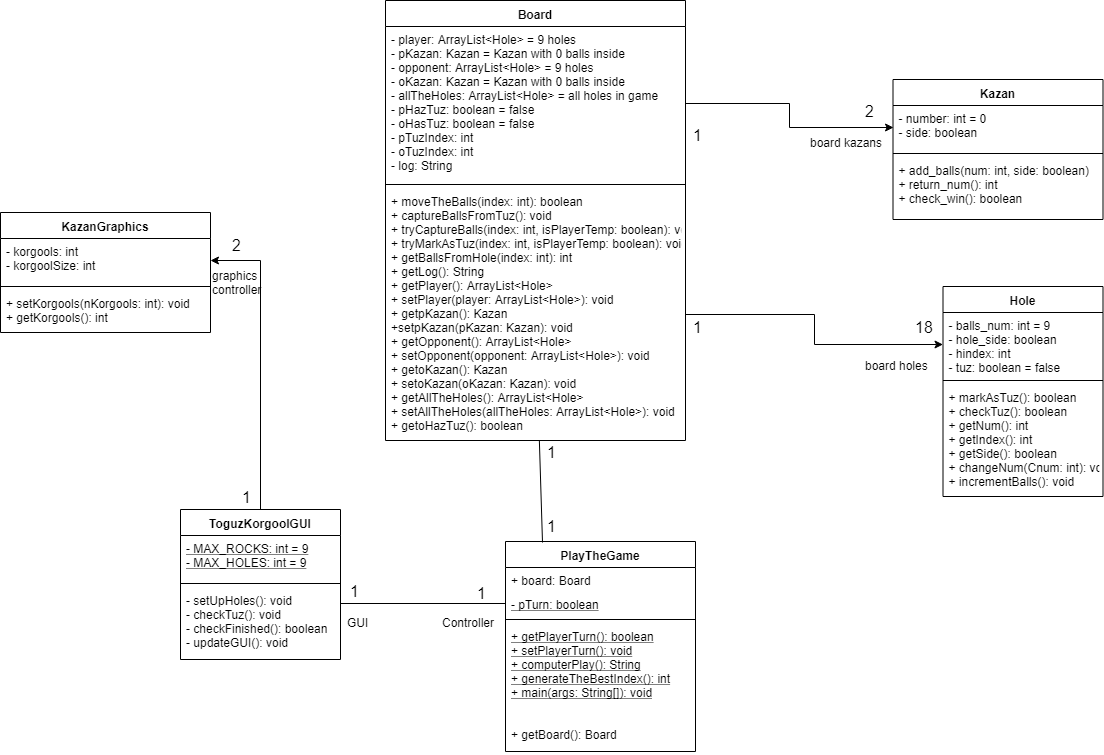 Board
- player: ArrayList<Hole> = 9 holes
- pKazan: Kazan = Kazan with 0 balls inside
- opponent: ArrayList<Hole> = 9 holes
- oKazan: Kazan = Kazan with 0 balls inside
- allTheHoles: ArrayList<Hole> = all holes in game
- pHazTuz: boolean = false
- oHasTuz: boolean = false
- pTuzIndex: int
- oTuzIndex: int
- log: String
+ moveTheBalls(index: int): boolean
+ captureBallsFromTuz(): void
+ tryCaptureBalls(index: int, isPlayerTemp: boolean): v
+ tryMarkAsTuz(index: int, isPlayerTemp: boolean): voi
+ getBallsFromHole(index: int): int
+ getLog(): String
+ getPlayer(): ArrayList<Hole>
+ setPlayer(player: ArrayList<Hole>): void
+ getpKazan(): Kazan
+setpKazan(pKazan: Kazan): void
+ getOpponent(): ArrayList<Hole>
+ setOpponent(opponent: ArrayList<Hole>): void
+ getoKazan(): Kazan
+ setoKazan(oKazan: Kazan): void
+ getAllTheHoles(): ArrayList<Hole>
+ setAllTheHoles(allTheHoles: ArrayList<Hole>): void
+ getoHazTuz(): boolean
1
2
board kazans
Kazan
- number: int = 0
- side: boolean
+ add_balls(num: int, side: boolean)
+ return_num(): int
+ check_win(): boolean
1
18
board holes
Hole
- balls_num: int = 9
- hole_side: boolean
- hindex: int
- tuz: boolean = false
+ markAsTuz(): boolean
+ checkTuz(): boolean
+ getNum(): int
+ getIndex(): int
+ getSide(): boolean
+ changeNum(Cnum: int): vo
+ incrementBalls(): void
KazanGraphics
- korgools: int
- korgoolSize: int
+ setKorgools(nKorgools: int): void
+ getKorgools(): int
2
graphics
controller
1
ToguzKorgoolGUI
- MAX_ROCKS: int = 9
- MAX_HOLES: int = 9
- setUpHoles(): void
- checkTuz(): void
- checkFinished(): boolean
- updateGUI(): void
1
GUI
1
Controller
1
1
PlayTheGame
+ board: Board
- pTurn: boolean
+ getPlayerTurn(): boolean
+ setPlayerTurn(): void
+ computerPlay(): String
+ generateTheBestIndex(): int
+ main(args: String[]): void
+ getBoard(): Board